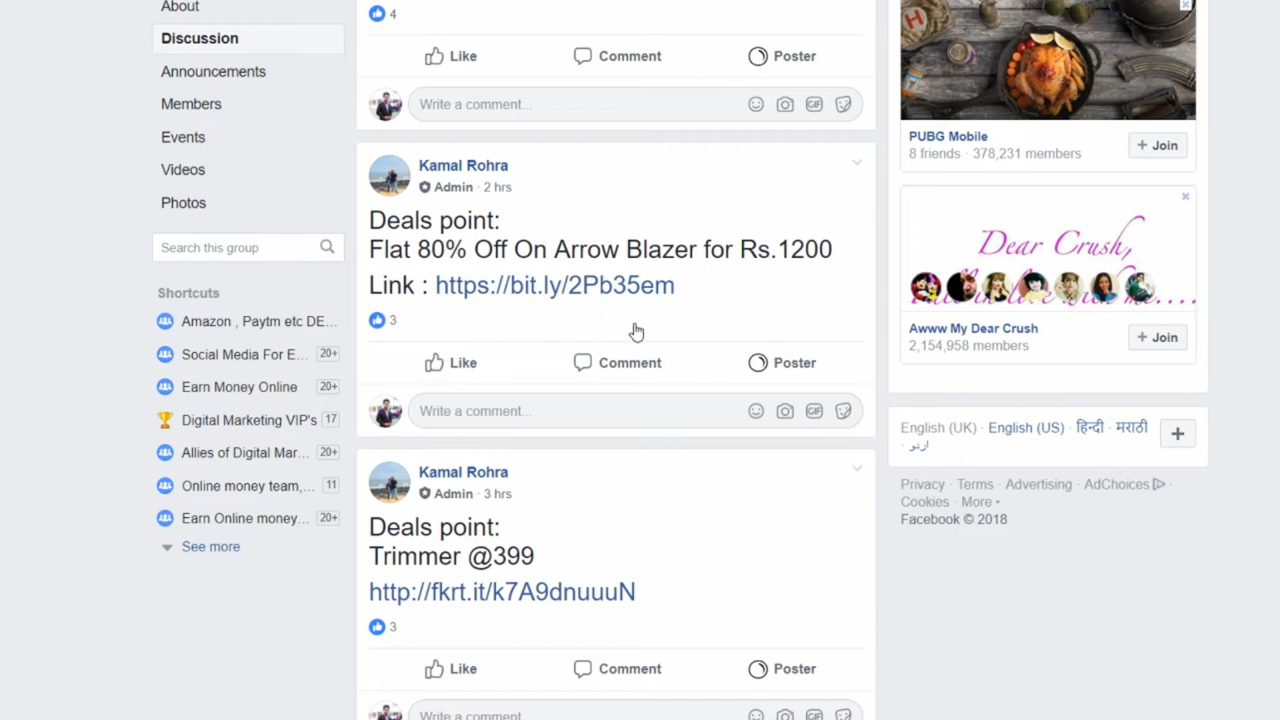 About
Discussion
Announcements
Members
Events
Videos
Photos
Search this group
Shortcuts
Amazon , Paytm etc DE...
Social Media For E... 20+
Earn Money Online 20+
Digital Marketing VIP's 17
Allies of Digital Mar... 20+
Online money team,... 11
Earn Online money... 20+
See more
4
Like Comment Poster
Write a comment...
GIF
Kamal Rohra
Admin · 2 hrs
Deals point:
Flat 80% Off On Arrow Blazer for Rs.1200
Link : https://bit.ly/2Pb35em
3
Like Comment Poster
Write a comment...
GIF
Kamal Rohra
Admin · 3 hrs
Deals point:
Trimmer @399
http://fkrt.it/k7A9dnuuuN
3
Like Comment Poster
Write a comment
GIF
PUBG Mobile
8 friends · 378,231 members
+ Join
Dear Crush,
Awww My Dear Crush
2,154,958 members
+ Join
English (UK) · English (US) · हिन्दी · मराठी
· اردو
Privacy · Terms · Advertising · AdChoices ·
Cookies · More
Facebook © 2018